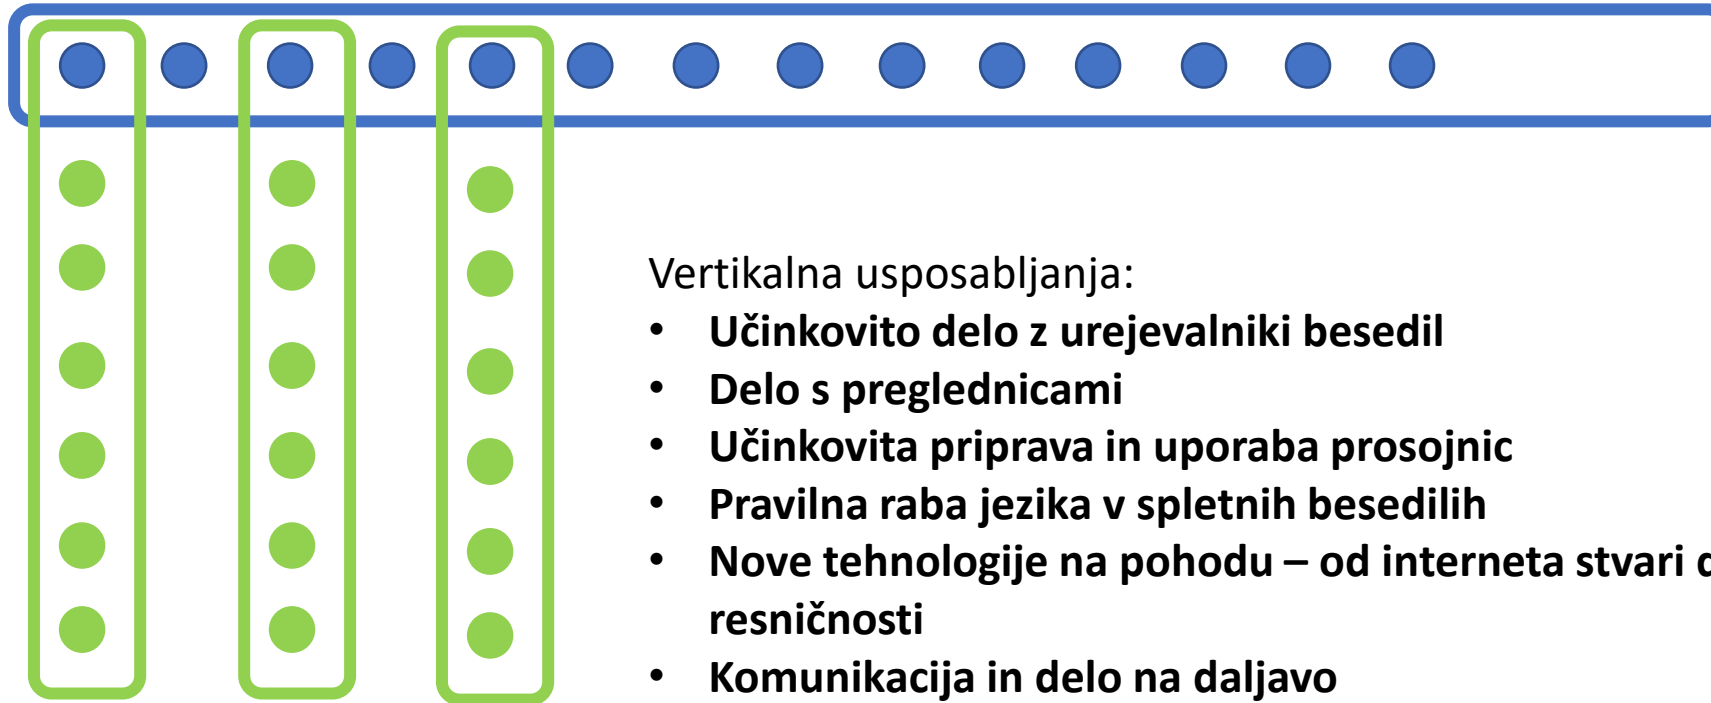 Vertikalna usposabljanja:
• Učinkovito delo z urejevalniki besedil
• Delo s preglednicami
• Učinkovita priprava in uporaba prosojnic
• Pravilna raba jezika v spletnih besedilih
• Nove tehnologije na pohodu – od interneta stvari
resničnosti
• Komunikacija in delo na daljavo